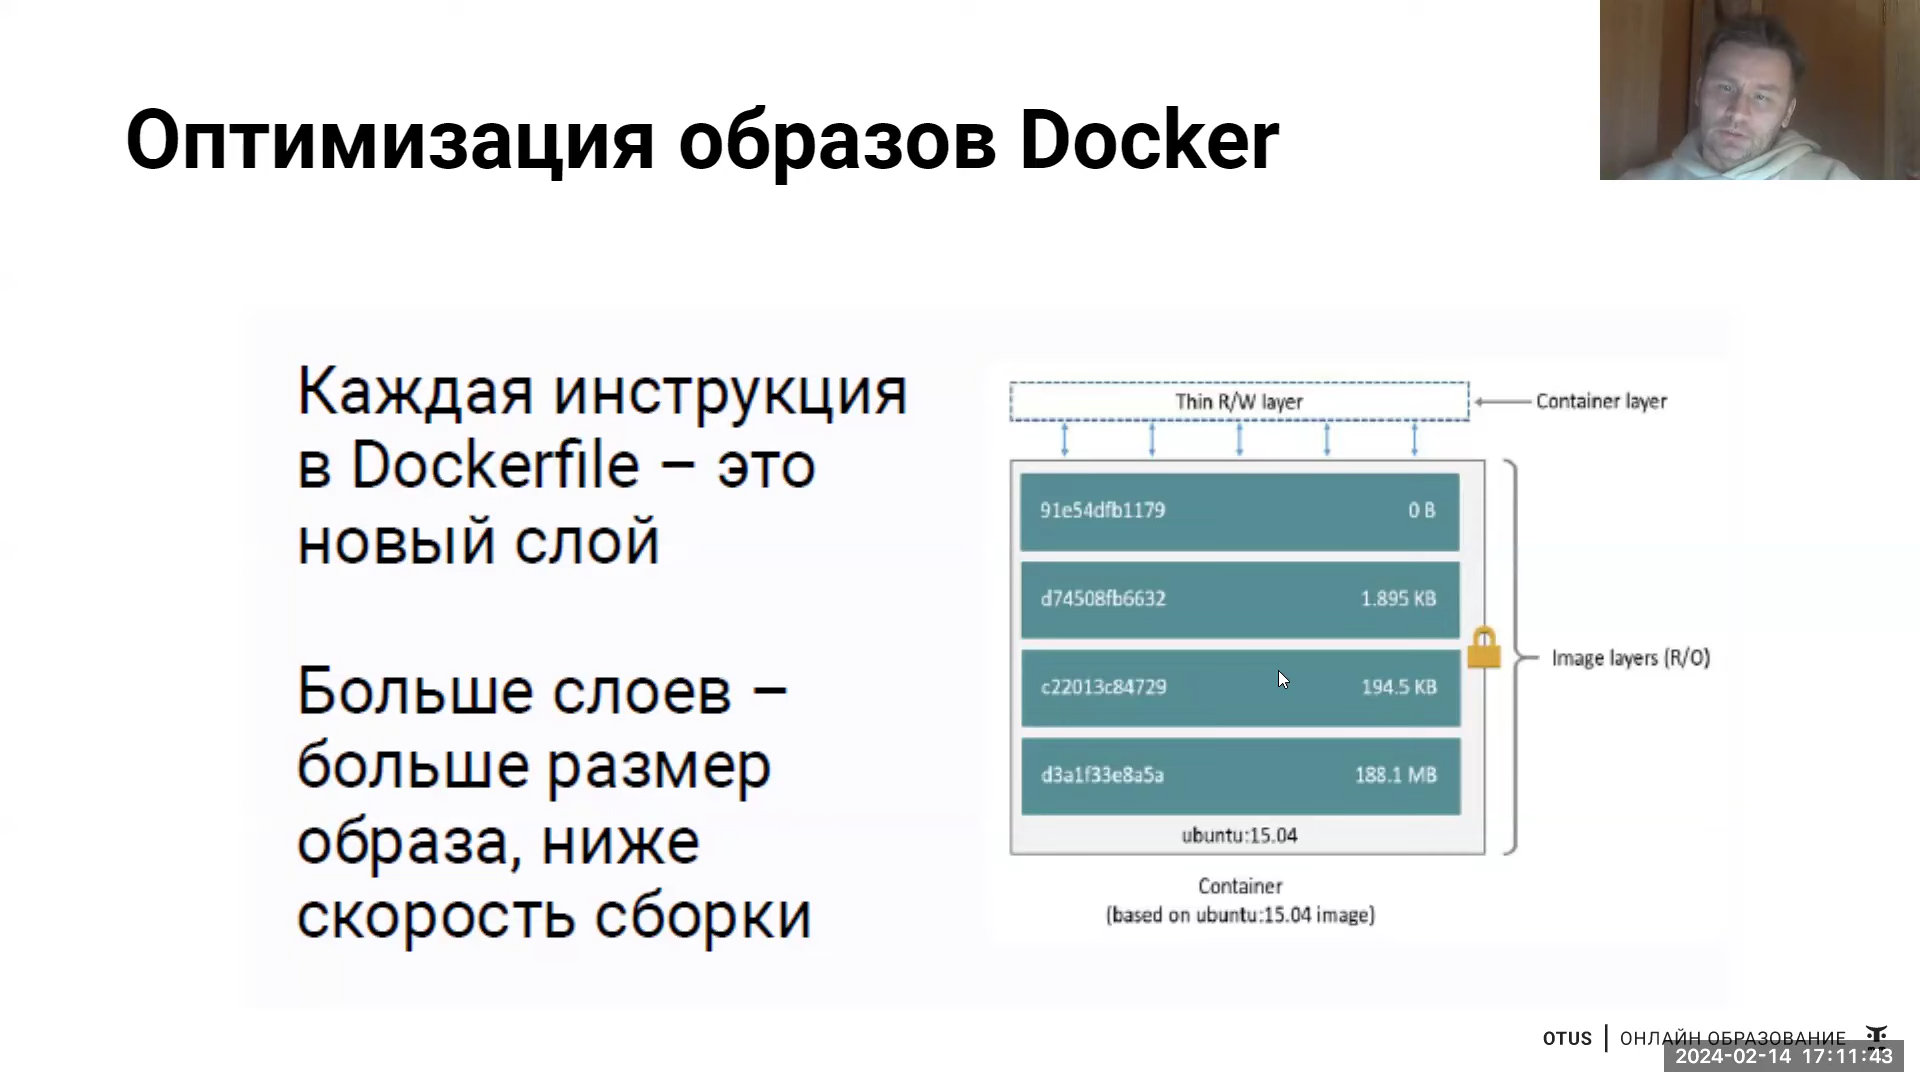 Оптимизация образов Docker
Каждая инструкция
в Dockerfile – это
новый слой
Больше слоев –
больше размер
образа, ниже
скорость сборки
Thin R/W layer
Container layer
91e54dfb1179 0 B
d74508fb6632 1.895 KB
c22013c84729 194.5 KB
d3a1f33e8a5a 188.1 MB
ubuntu:15.04
Image layers (R/O)
Container
(based on ubuntu:15.04 image)
OTUS | ОНЛАЙН ОБРАЗОВАНИЕ
2024-02-14 17:11:43